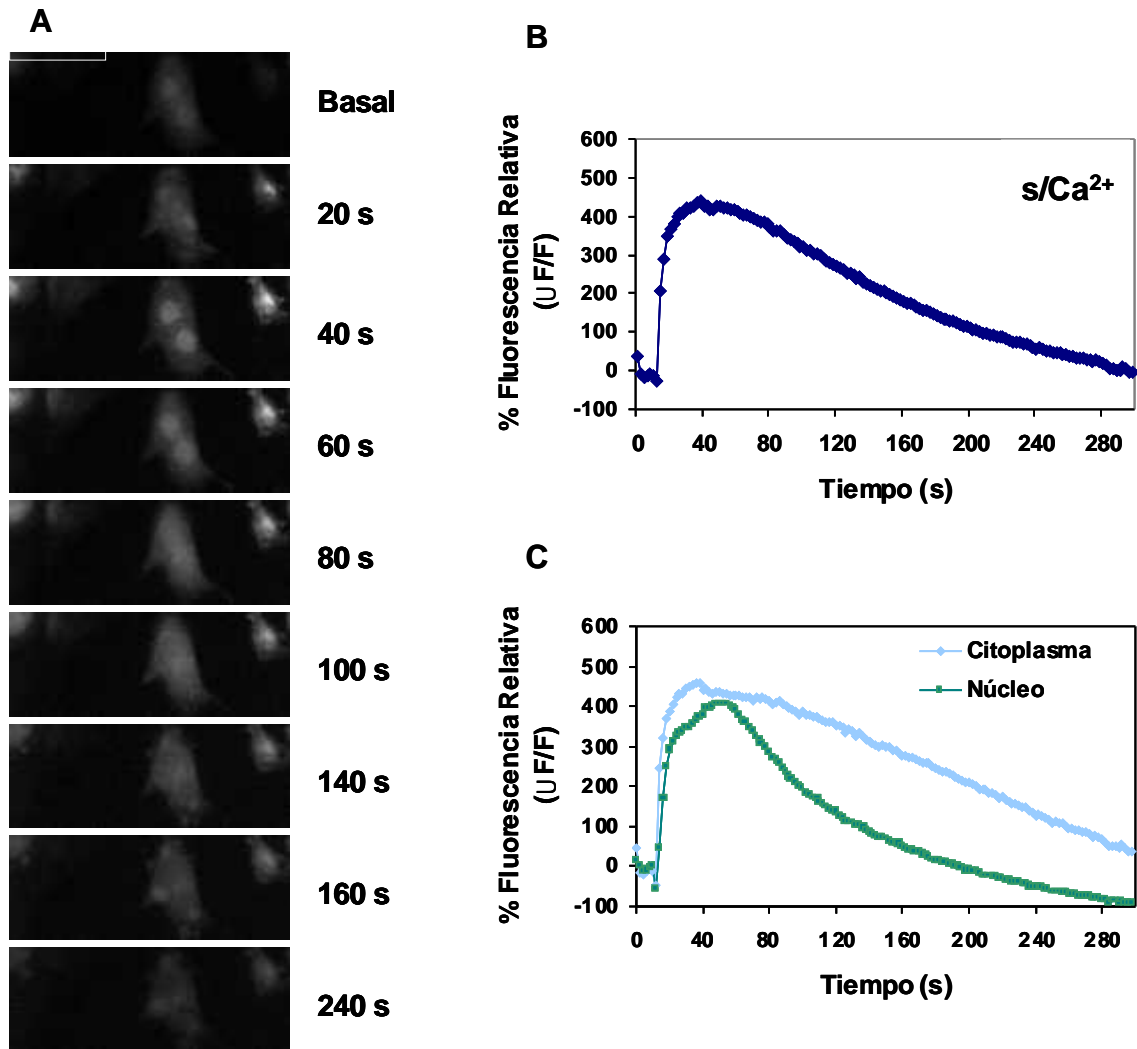 A
Basal
20 s
40 s
60 s
80 s
100 s
140 s
160 s
240 s
B
% Fluorescencia Relativa
(∪ F/F)
600
500
400
300
200
100
0
-100
s/Ca²⁺
0 40 80 120 160 200 240 280
Tiempo (s)
C
% Fluorescencia Relativa
(∪ F/F)
600
500
400
300
200
100
0
-100
Citoplasma
Núcleo
0 40 80 120 160 200 240 280
Tiempo (s)